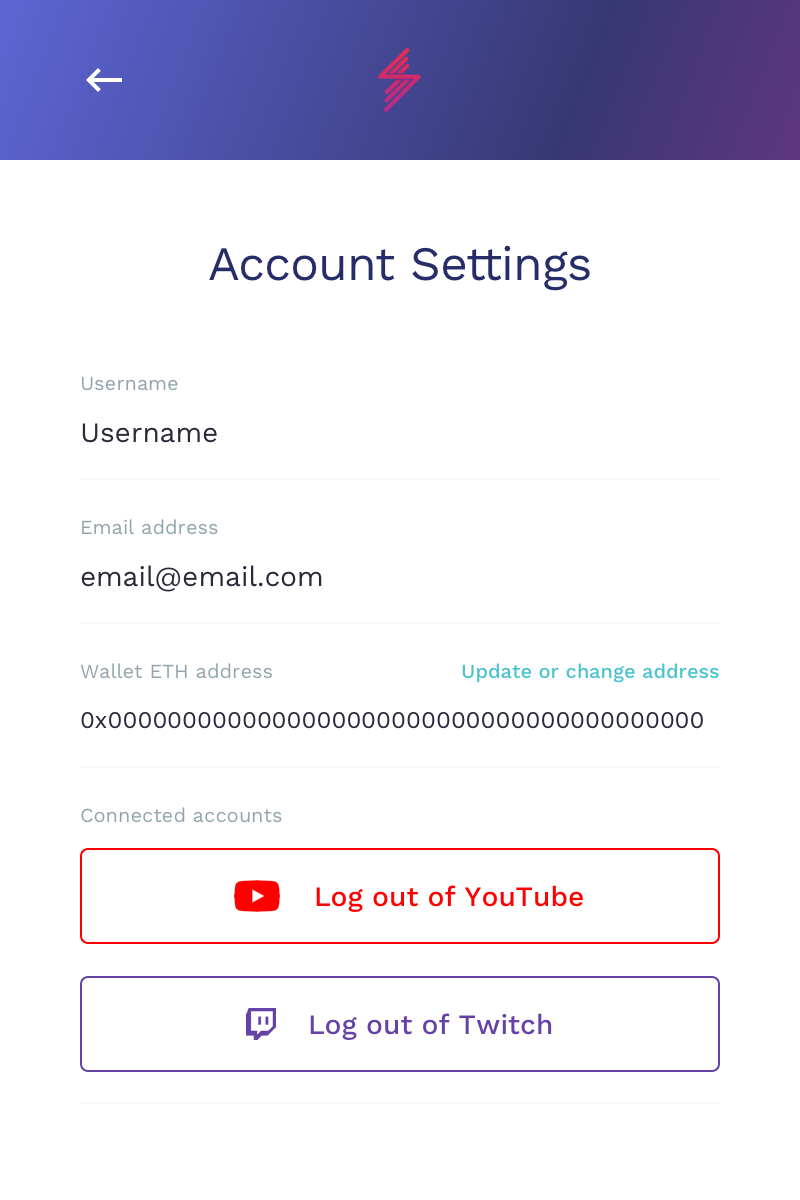 Account Settings
Username
Username
Email address
email@email.com
Wallet ETH address
Update or change address
0x0000000000000000000000000000000000000000
Connected accounts
Log out of YouTube
Log out of Twitch